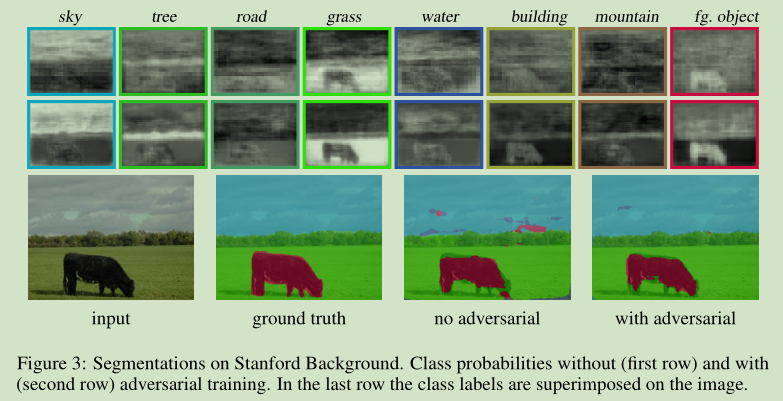 sky tree road grass water building mountain fg. object
input ground truth no adversarial with adversarial
Figure 3: Segmentations on Stanford Background. Class probabilities without (first row) and with
(second row) adversarial training. In the last row the class labels are superimposed on the image.